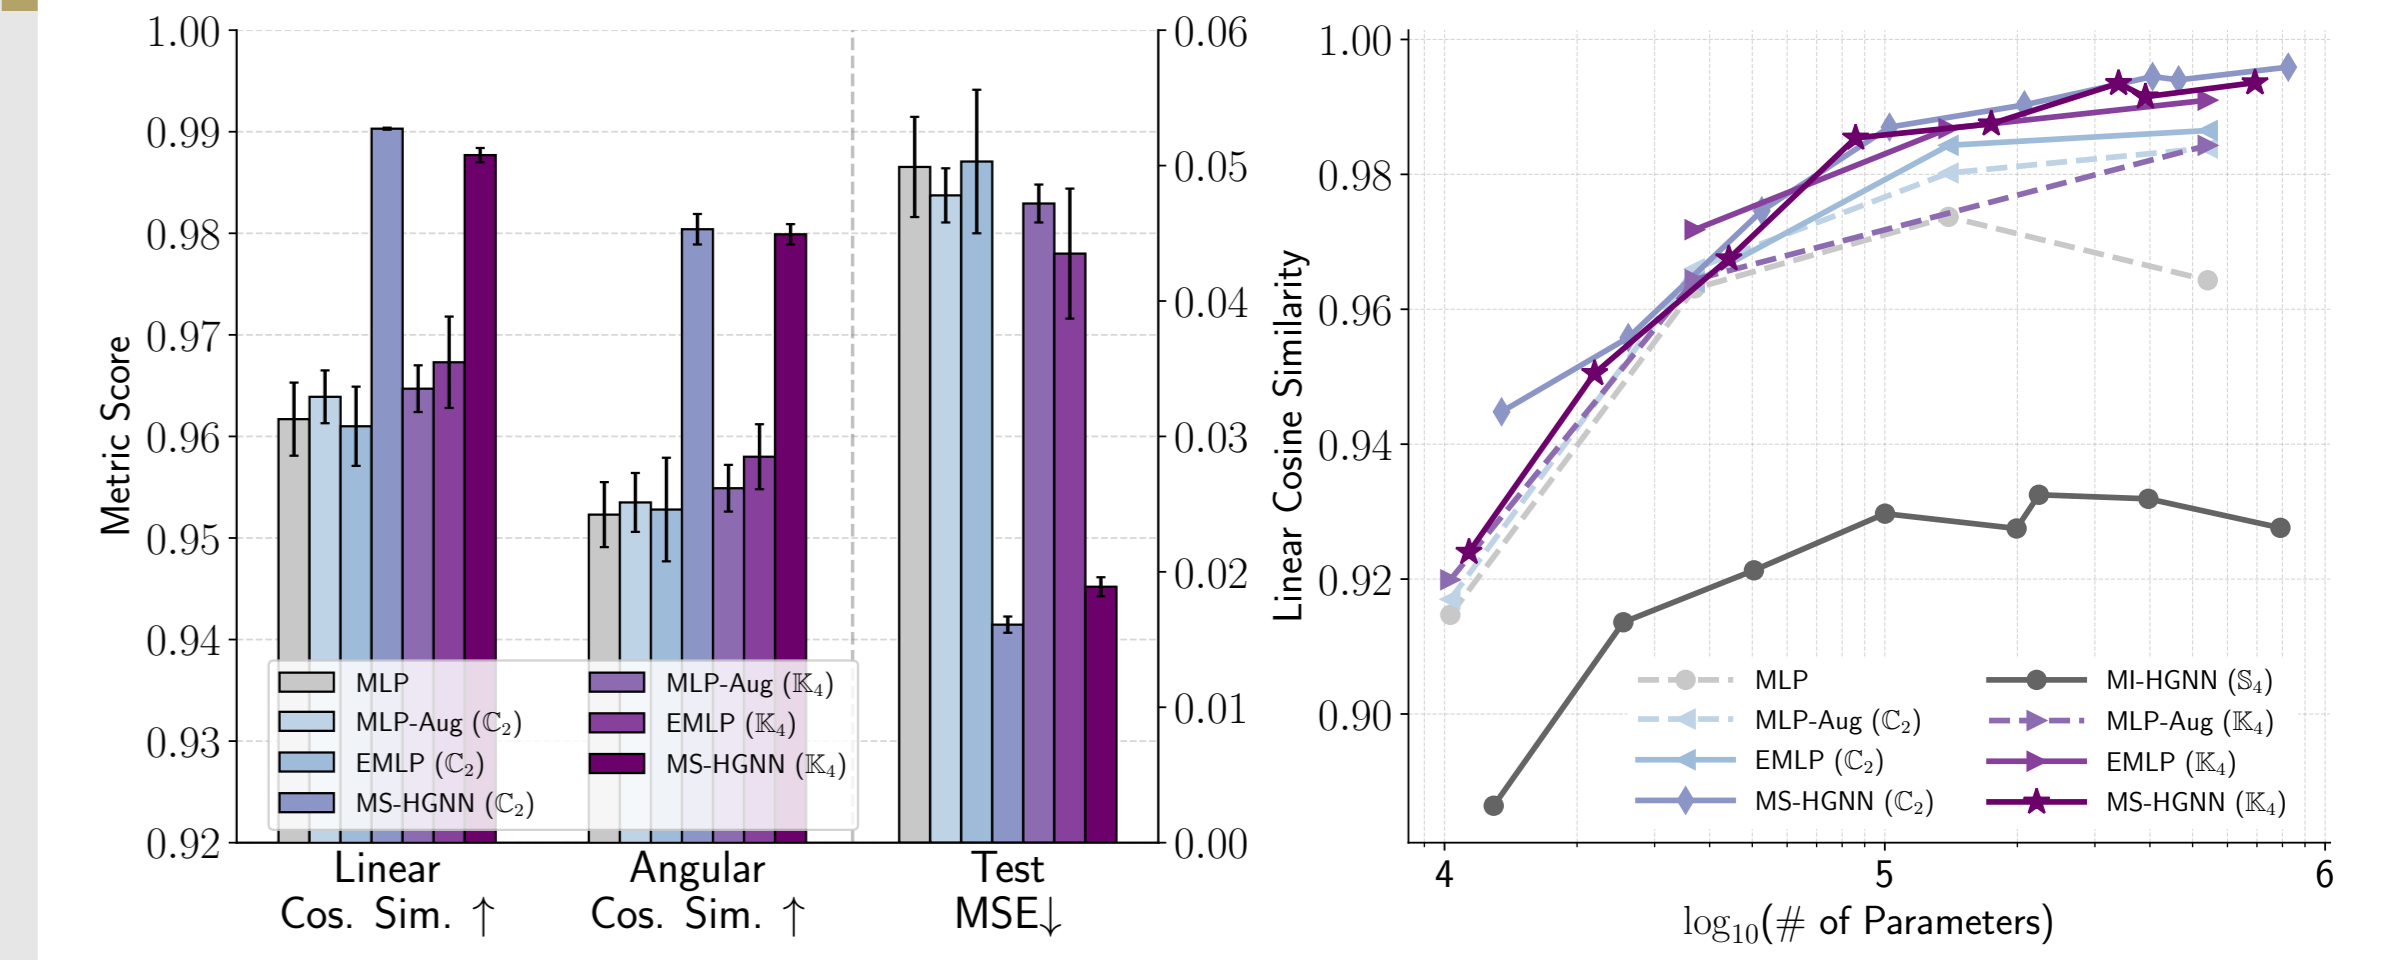 1.00
0.99
0.98
0.97
0.96
0.95
0.94
0.93
0.92
Metric Score
0.06
0.05
0.04
0.03
0.02
0.01
0.00
MLP
MLP-Aug (ℂ₂)
EMLP (ℂ₂)
MS-HGNN (ℂ₂)
MLP-Aug (𝕂₄)
EMLP (𝕂₄)
MS-HGNN (𝕂₄)
Linear
Cos. Sim. ↑
Angular
Cos. Sim. ↑
Test
MSE↓
1.00
0.98
0.96
0.94
0.92
0.90
Linear Cosine Similarity
MLP
MLP-Aug (ℂ₂)
EMLP (ℂ₂)
MS-HGNN (ℂ₂)
MI-HGNN (𝕊₄)
MLP-Aug (𝕂₄)
EMLP (𝕂₄)
MS-HGNN (𝕂₄)
4
5
6
log₁₀(# of Parameters)